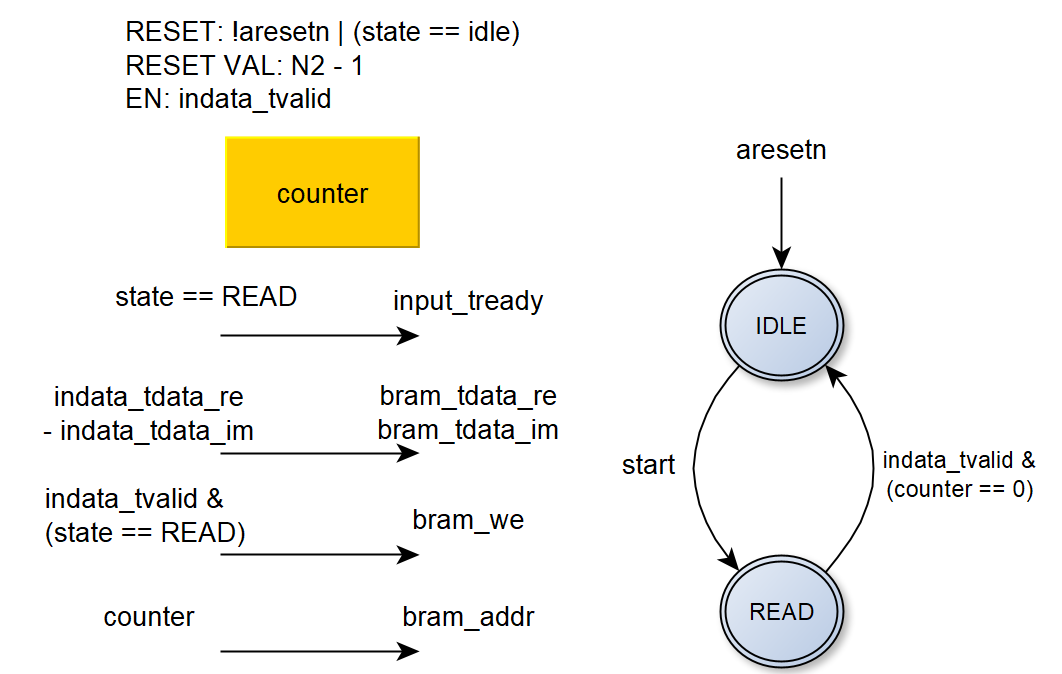 RESET: !aresetn | (state == idle)
RESET VAL: N2 - 1
EN: indata_tvalid
counter
state == READ
input_tready
indata_tdata_re
- indata_tdata_im
bram_tdata_re
bram_tdata_im
indata_tvalid &
(state == READ)
bram_we
counter
bram_addr
aresetn
IDLE
start
indata_tvalid &
(counter == 0)
READ